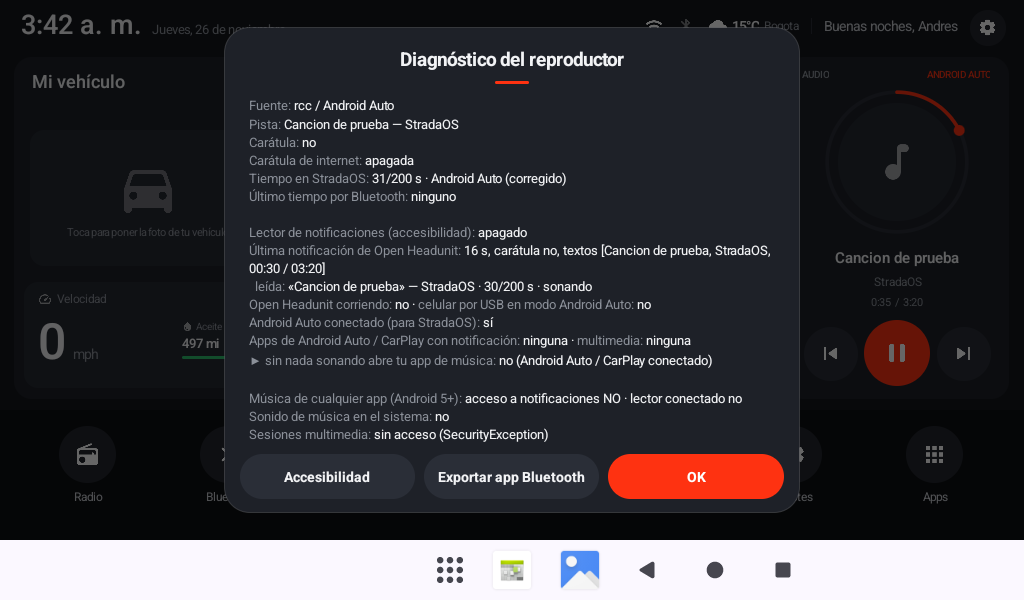 3:42 a. m.
Jueves, 26 de
15°C Bogota
Buenas noches, Andres
Mi vehículo
Toca para poner la foto de tu
Velocidad
0 mph
Aceite
497 mi
AUDIO
ANDROID AUTO
Cancion de prueba
StradaOS
0:35 / 3:20
Diagnóstico del reproductor
Fuente: rcc / Android Auto
Pista: Cancion de prueba — StradaOS
Carátula: no
Carátula de internet: apagada
Tiempo en StradaOS: 31/200 s · Android Auto (corregido)
Último tiempo por Bluetooth: ninguno
Lector de notificaciones (accesibilidad): apagado
Última notificación de Open Headunit: 16 s, carátula no, textos [Cancion de prueba, StradaOS,
00:30 / 03:20]
leída: «Cancion de prueba» — StradaOS · 30/200 s · sonando
Open Headunit corriendo: no · celular por USB en modo Android Auto: no
Android Auto conectado (para StradaOS): sí
Apps de Android Auto / CarPlay con notificación: ninguna · multimedia: ninguna
► sin nada sonando abre tu app de música: no (Android Auto / CarPlay conectado)
Música de cualquier app (Android 5+): acceso a notificaciones NO · lector conectado no
Sonido de música en el sistema: no
Sesiones multimedia: sin acceso (SecurityException)
Accesibilidad
Exportar app Bluetooth
OK
Radio
Apps